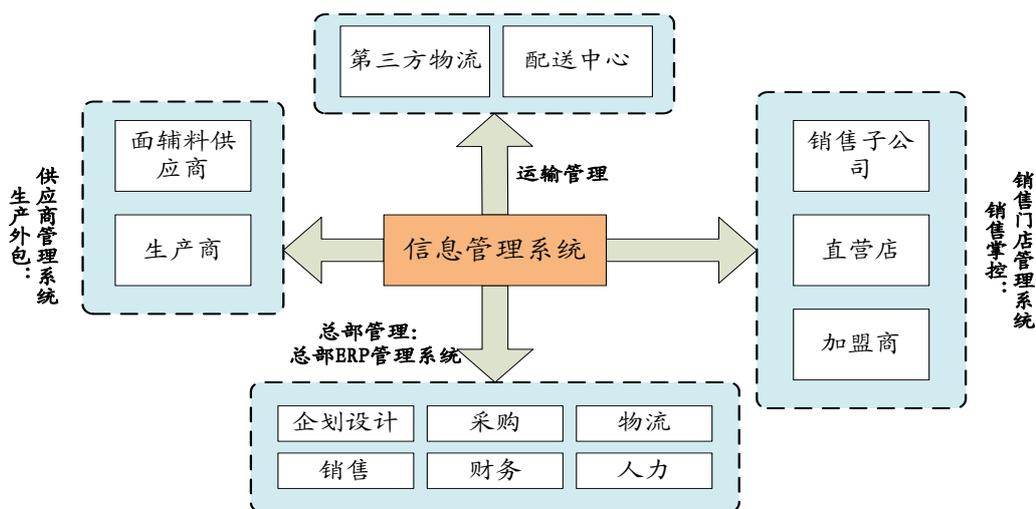 第三方物流
配送中心
面辅料供
应商
生产商
生产外包：
供应商管理系统
运输管理
信息管理系统
销售子公
司
直营店
加盟商
销售门店管理系统
销售掌控：
总部管理：
总部ERP管理系统
企划设计
采购
物流
销售
财务
人力